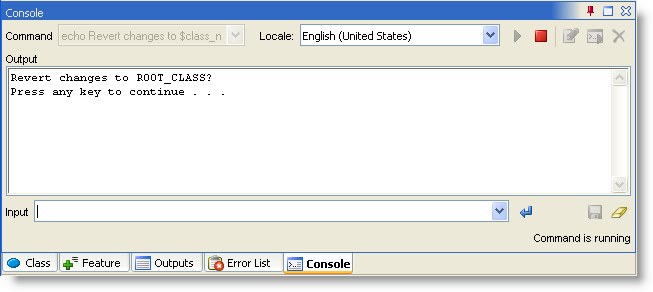 Console
Command echo Revert changes to $class_n Locale: English (United States)
Output
Revert changes to ROOT_CLASS?
Press any key to continue . . .
Input
Command is running
Class Feature Outputs Error List Console